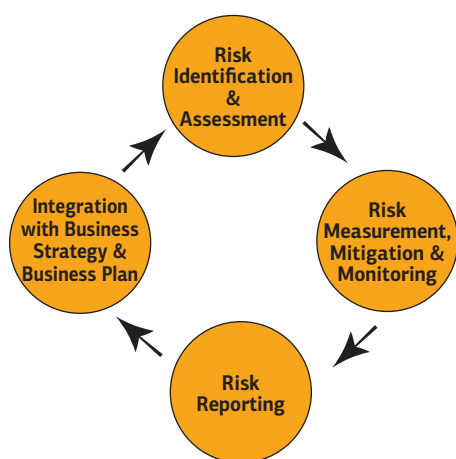 Risk
Identification
&
Assessment
Risk
Measurement,
Mitigation &
Monitoring
Risk
Reporting
Integration
with Business
Strategy &
Business Plan